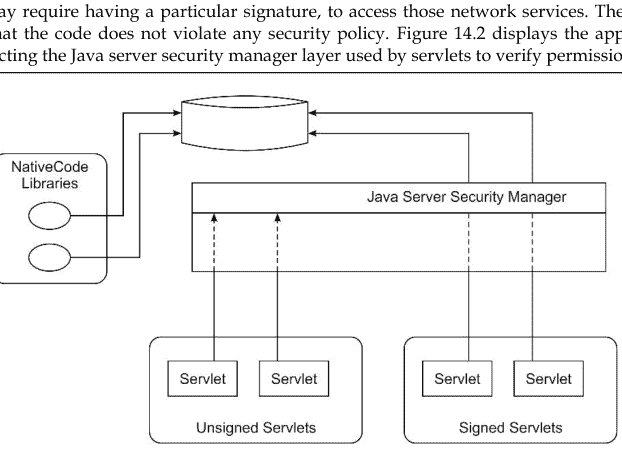 ay require having a particular signature, to access those network services. The
hat the code does not violate any security policy. Figure 14.2 displays the app
cting the Java server security manager layer used by servlets to verify permissio
NativeCode
Libraries
Java Server Security Manager
Servlet
Servlet
Servlet
Servlet
Unsigned Servlets
Signed Servlets